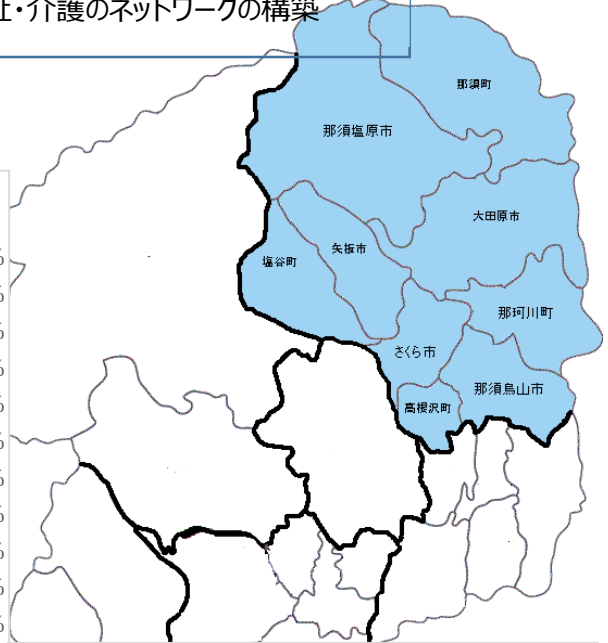 祉・介護のネットワークの構築
那須町
那須塩原市
大田原市
矢板市
塩谷町
那珂川町
さくら市
那須烏山市
高根沢町
%
%
%
%
%
%
%
%
%
%
%